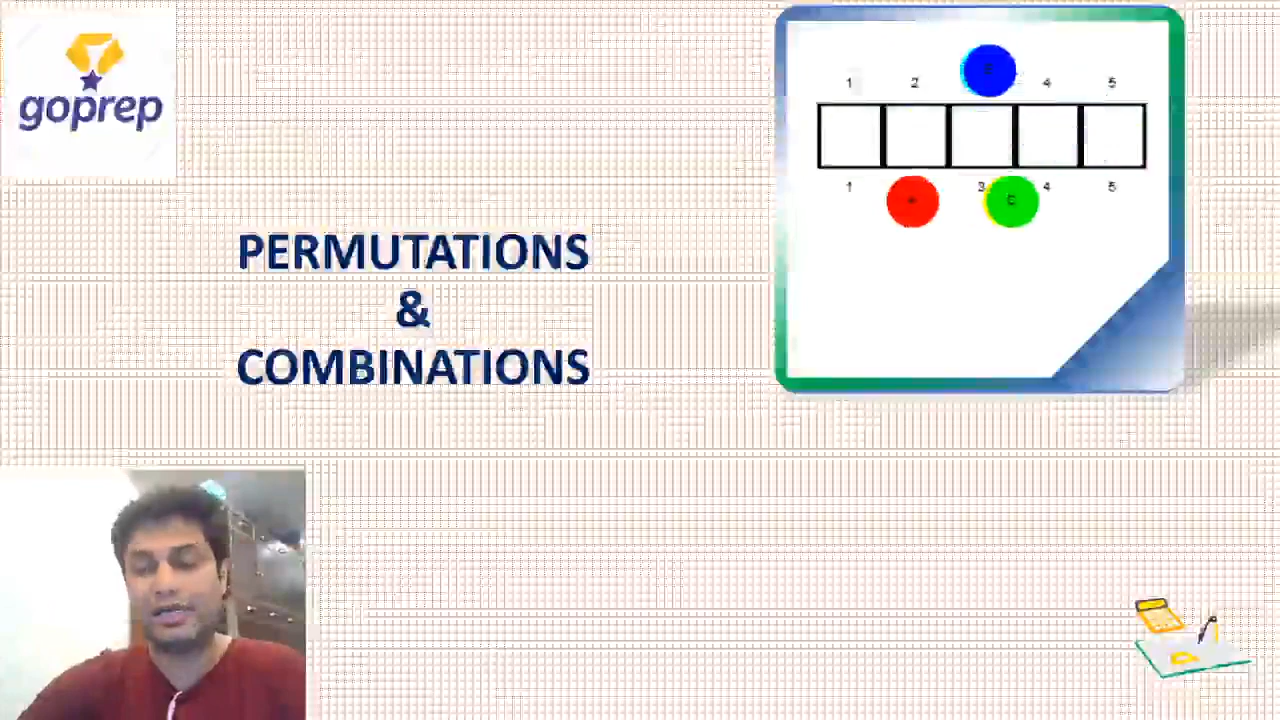 goprep
1 2 4 5
1 3 4 5
PERMUTATIONS
&
COMBINATIONS